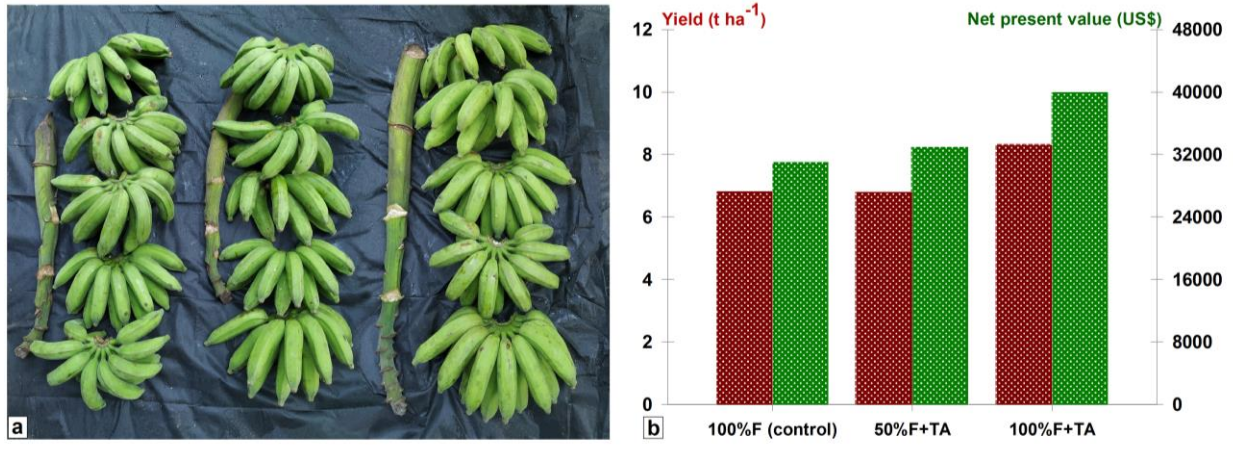 a
Yield (t ha-1)
Net present value (US$)
12
10
8
6
4
2
0
48000
40000
32000
24000
16000
8000
0
100%F (control)
50%F+TA
100%F+TA
b